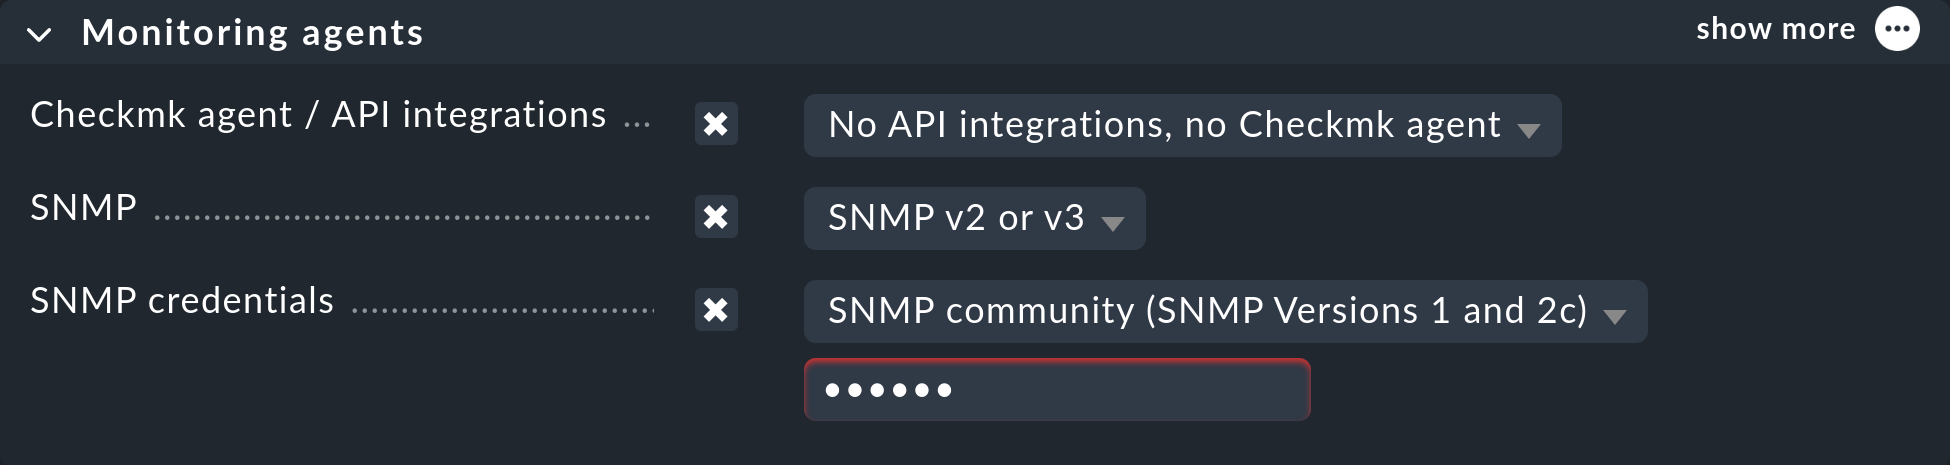 Monitoring agents
show more
Checkmk agent / API integrations ...
No API integrations, no Checkmk agent
SNMP
SNMP v2 or v3
SNMP credentials
SNMP community (SNMP Versions 1 and 2c)
••••••